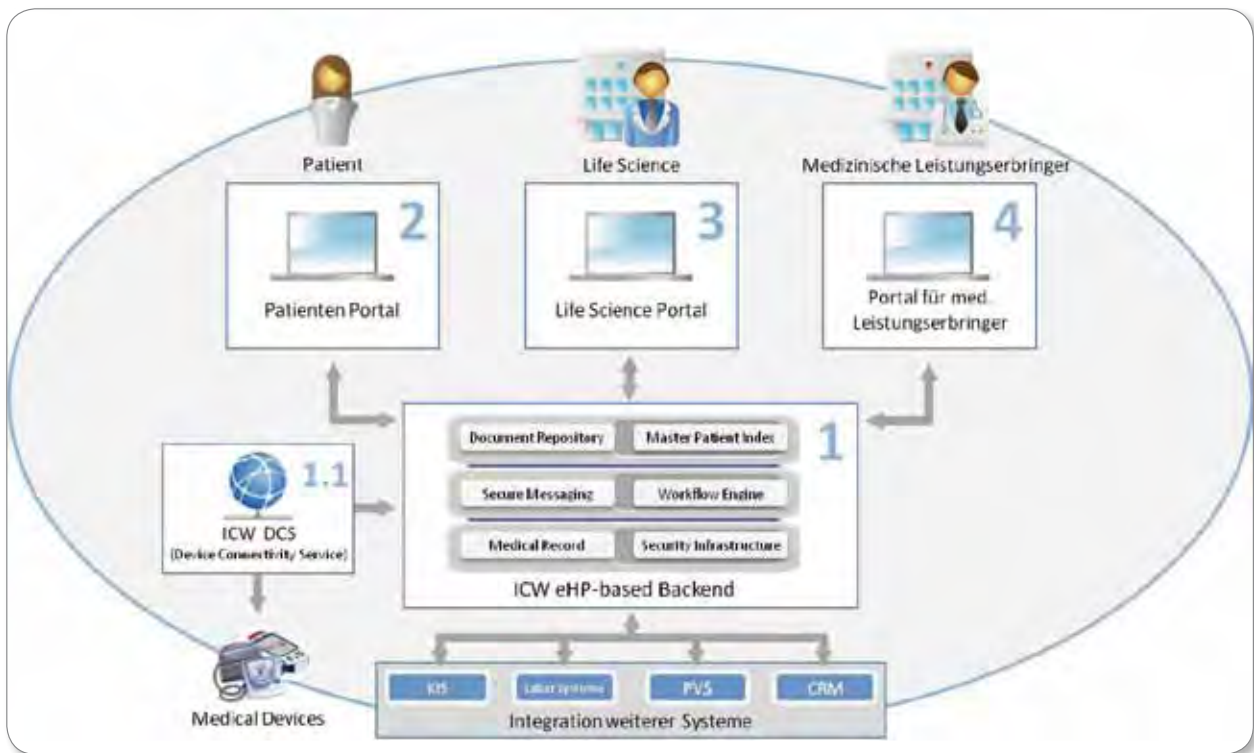 Patient
Life Science
Medizinische Leistungserbringer
2
3
4
Patienten Portal
Life Science Portal
Portal für med.
Leistungserbringer
1
Document Repository
Master Patient Index
Secure Messaging
Workflow Engine
Medical Record
Security Infrastructure
ICW eHP-based Backend
1.1
ICW DCS
(Device Connectivity Service)
Medical Devices
KIS
Labor Systeme
PVS
CRM
Integration weiterer Systeme